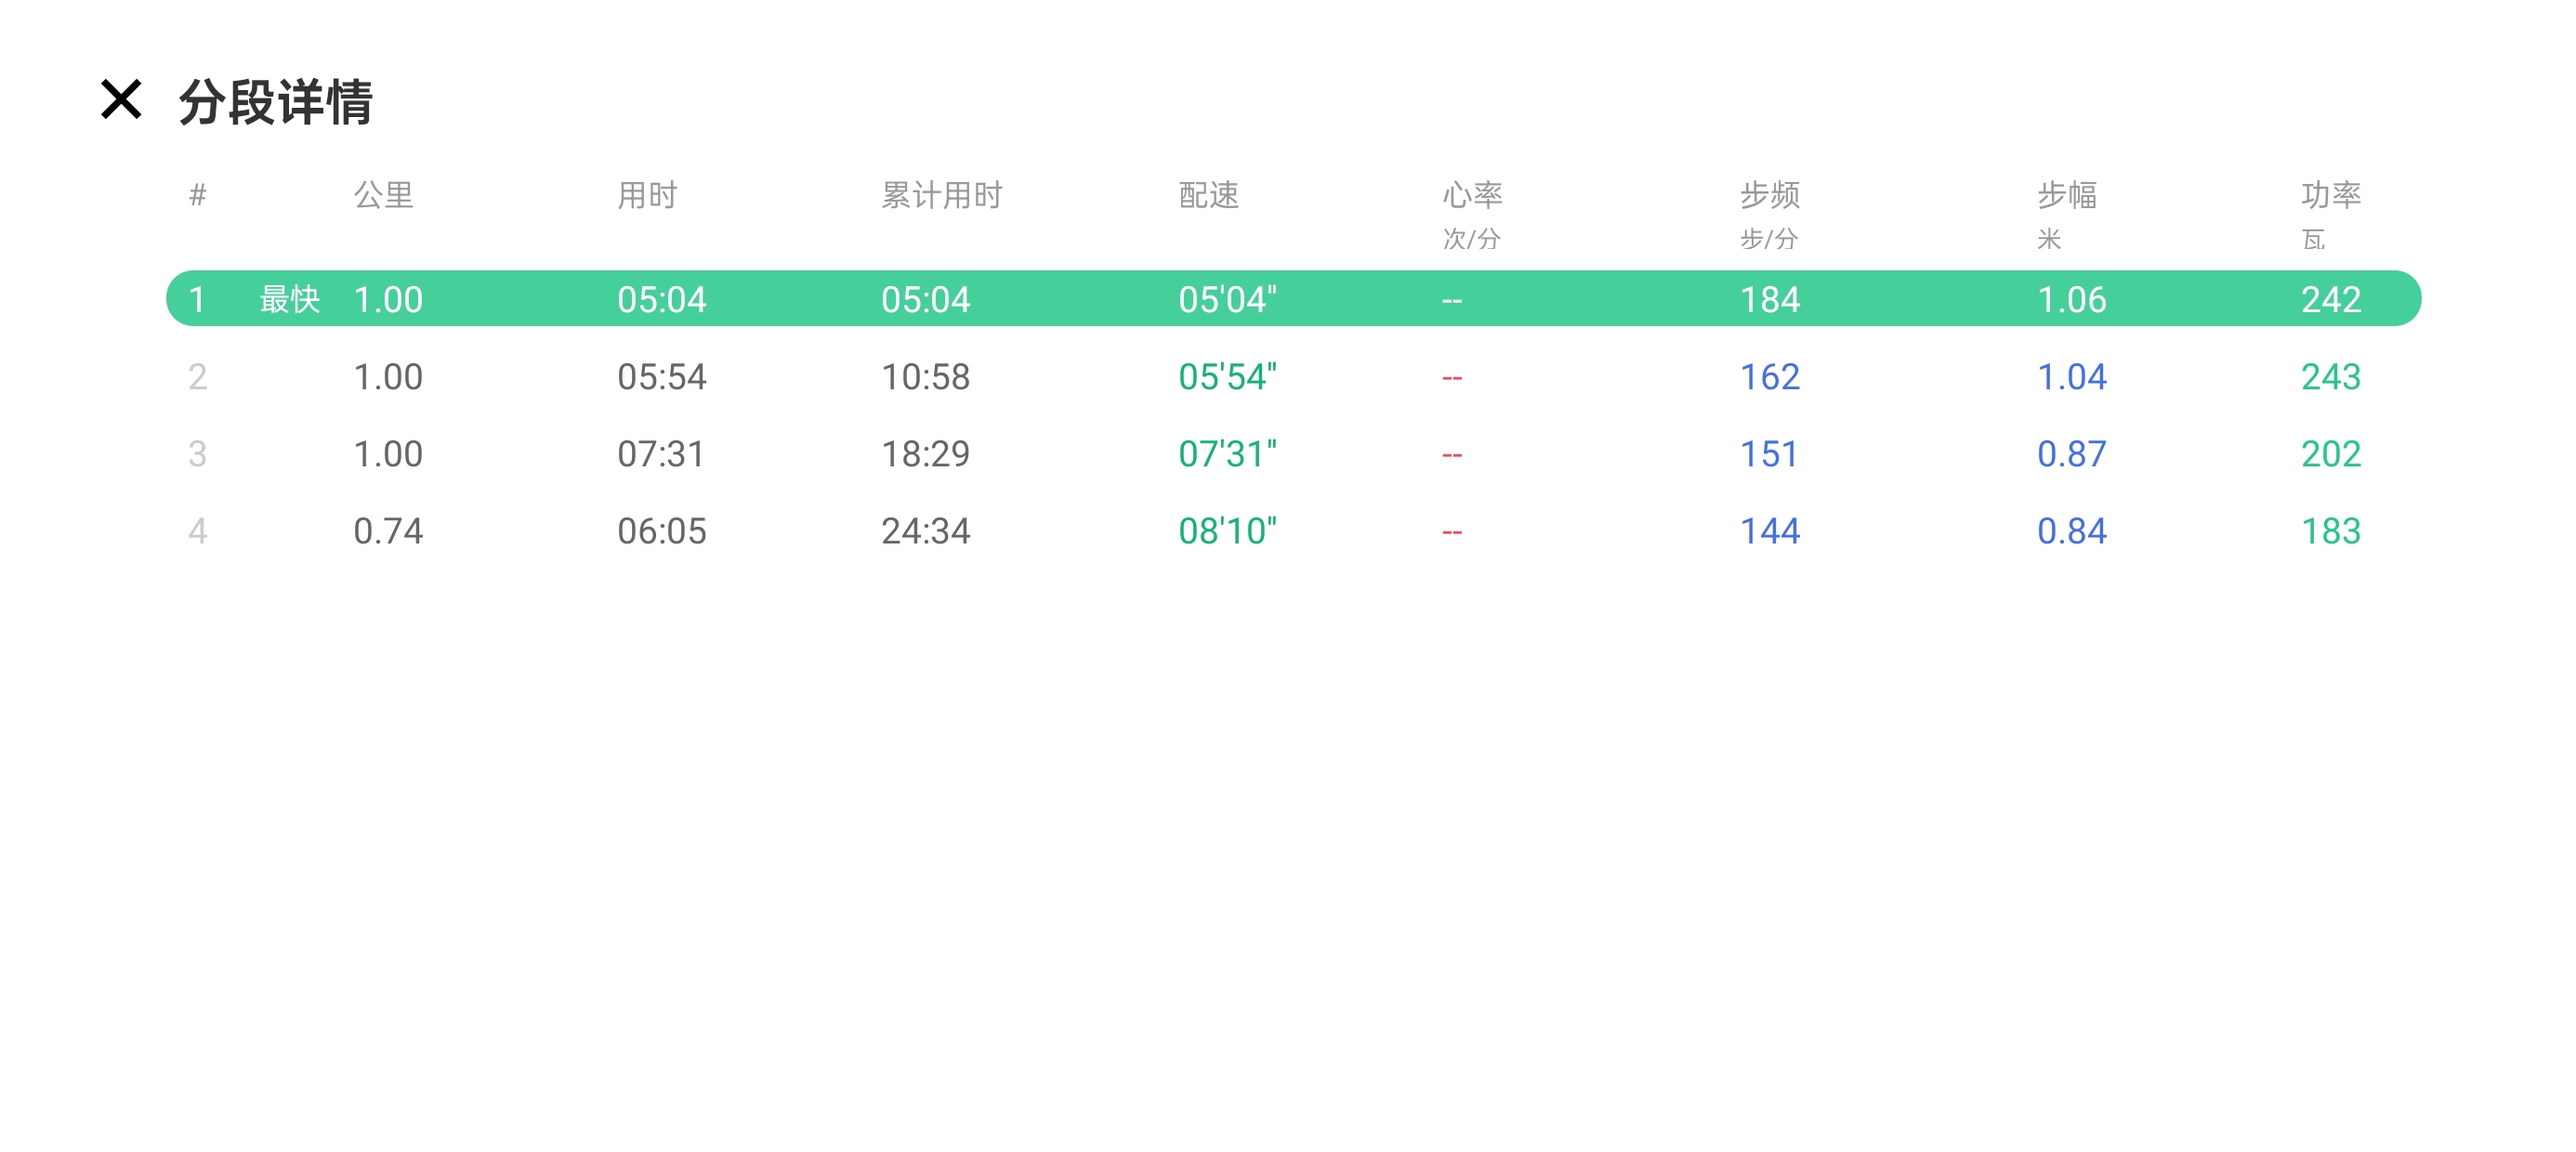 分段详情
# 公里 用时 累计用时 配速 心率 步频 步幅 功率
次/分 步/分 米 瓦
1 最快 1.00 05:04 05:04 05'04" -- 184 1.06 242
2 1.00 05:54 10:58 05'54" -- 162 1.04 243
3 1.00 07:31 18:29 07'31" -- 151 0.87 202
4 0.74 06:05 24:34 08'10" -- 144 0.84 183